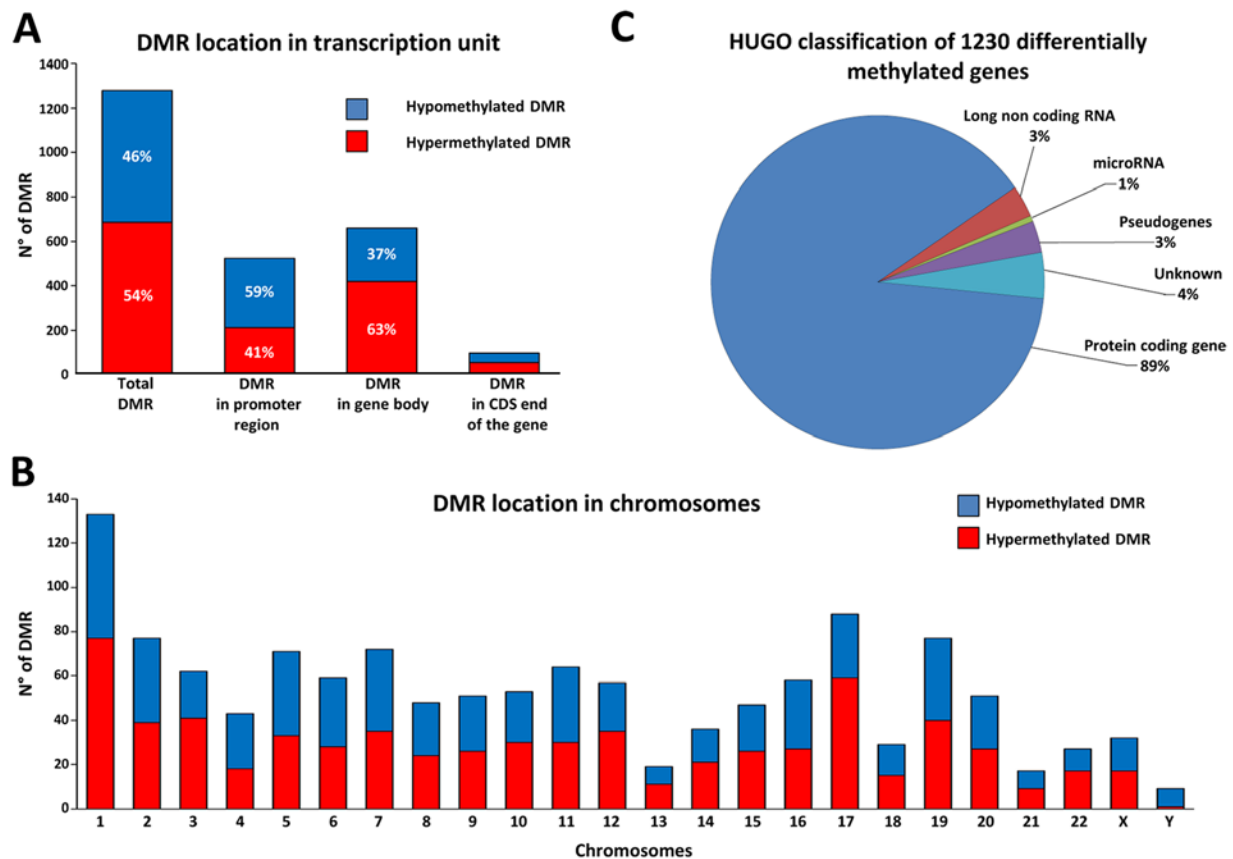 A
DMR location in transcription unit
1400
1200
1000
800
600
400
200
0
N° of DMR
Hypomethylated DMR
Hypermethylated DMR
46%
54%
59%
41%
37%
63%
Total
DMR
DMR
in promoter
region
DMR
in gene body
DMR
in CDS end
of the gene
C
HUGO classification of 1230 differentially
methylated genes
Long non coding RNA
3%
microRNA
1%
Pseudogenes
3%
Unknown
4%
Protein coding gene
89%
B
DMR location in chromosomes
140
120
100
80
60
40
20
0
N° of DMR
Hypomethylated DMR
Hypermethylated DMR
1 2 3 4 5 6 7 8 9 10 11 12 13 14 15 16 17 18 19 20 21 22 X Y
Chromosomes